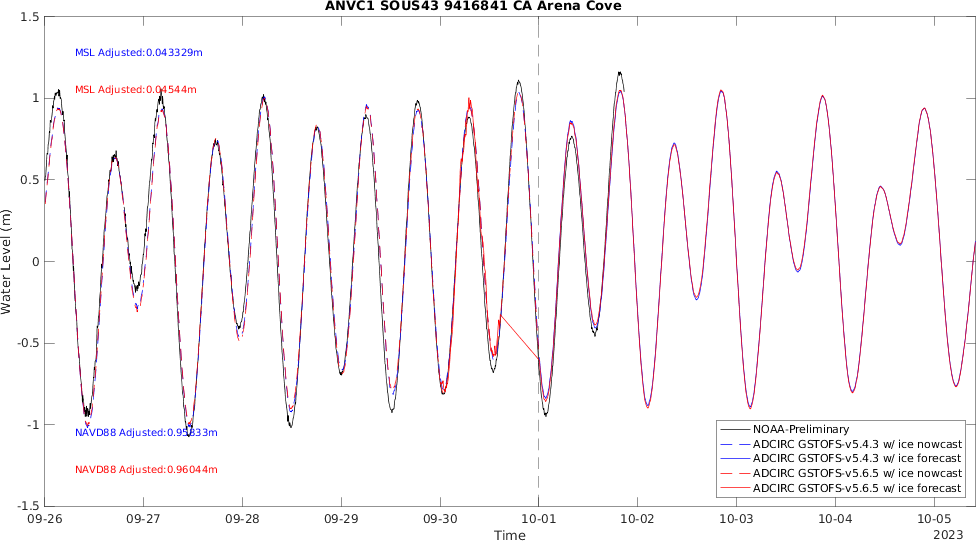 ANVC1 SOUS43 9416841 CA Arena Cove
1.5
1
0.5
0
-0.5
-1
-1.5
Water Level (m)
MSL Adjusted:0.043329m
MSL Adjusted:0.04544m
NAVD88 Adjusted:0.95833m
NAVD88 Adjusted:0.96044m
NOAA-Preliminary
ADCIRC GSTOFS-v5.4.3 w/ ice nowcast
ADCIRC GSTOFS-v5.4.3 w/ ice forecast
ADCIRC GSTOFS-v5.6.5 w/ ice nowcast
ADCIRC GSTOFS-v5.6.5 w/ ice forecast
09-26 09-27 09-28 09-29 09-30 10-01 10-02 10-03 10-04 10-05
Time
2023